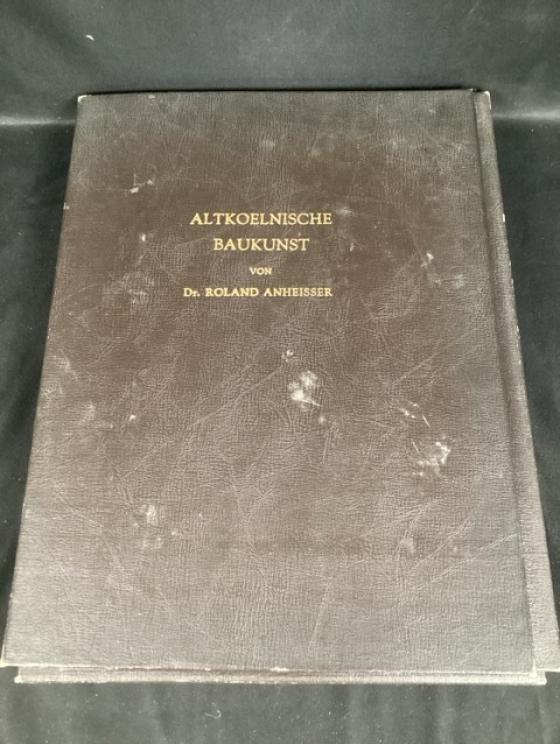 ALTKOELNISCHE
BAUKUNST
VON
Dr. ROLAND ANHEISSER